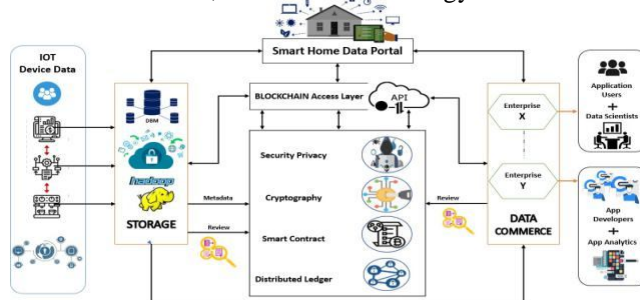 Smart Home Data Portal
IOT
Device Data
DBM
hadoop
STORAGE
BLOCKCHAIN Access Layer
API
Security Privacy
Cryptography
Smart Contract
Distributed Ledger
Metadata
Review
Review
Enterprise
X
Enterprise
Y
DATA
COMMERCE
Application
Users
+
Data Scientists
App
Developers
+
App Analytics